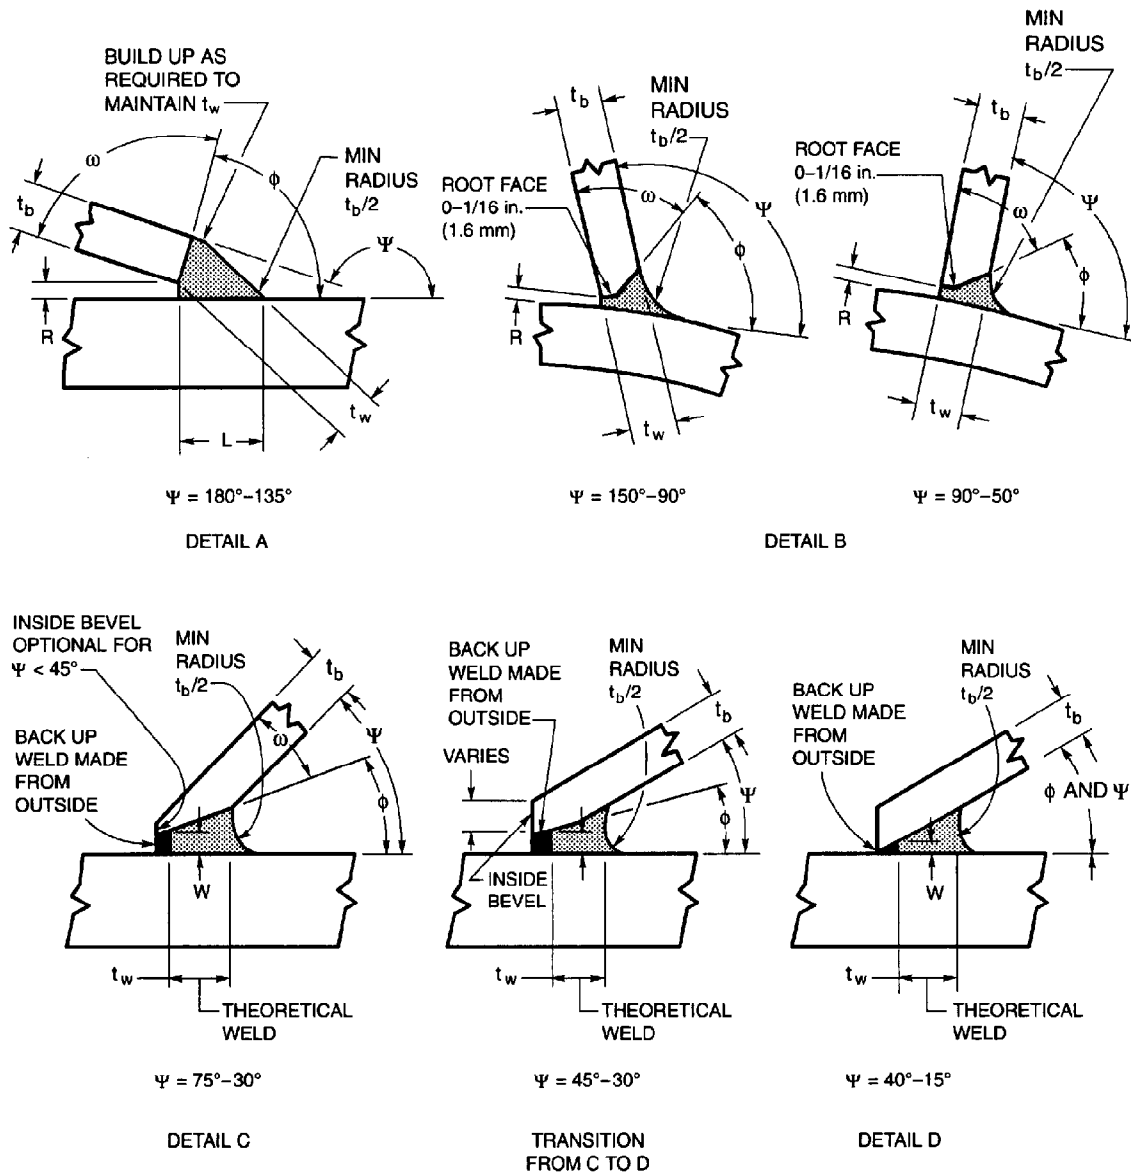 BUILD UP AS
REQUIRED TO
MAINTAIN tw
ω
ϕ
MIN
RADIUS
tb/2
tb
Ψ
R
tw
L
Ψ = 180°–135°
DETAIL A
tb
MIN
RADIUS
tb/2
ROOT FACE
0–1/16 in.
(1.6 mm)
ω
Ψ
ϕ
R
tw
Ψ = 150°–90°
MIN
RADIUS
tb/2
tb
ROOT FACE
0–1/16 in.
(1.6 mm)
ω
Ψ
ϕ
R
tw
Ψ = 90°–50°
DETAIL B
INSIDE BEVEL
OPTIONAL FOR
Ψ < 45°
MIN
RADIUS
tb/2
tb
BACK UP
WELD MADE
FROM
OUTSIDE
ω
Ψ
ϕ
W
tw
THEORETICAL
WELD
Ψ = 75°–30°
DETAIL C
BACK UP
WELD MADE
FROM
OUTSIDE
MIN
RADIUS
tb/2
tb
VARIES
Ψ
ϕ
INSIDE
BEVEL
tw
THEORETICAL
WELD
Ψ = 45°–30°
TRANSITION
FROM C TO D
MIN
RADIUS
tb/2
BACK UP
WELD MADE
FROM
OUTSIDE
tb
ϕ AND Ψ
W
tw
THEORETICAL
WELD
Ψ = 40°–15°
DETAIL D